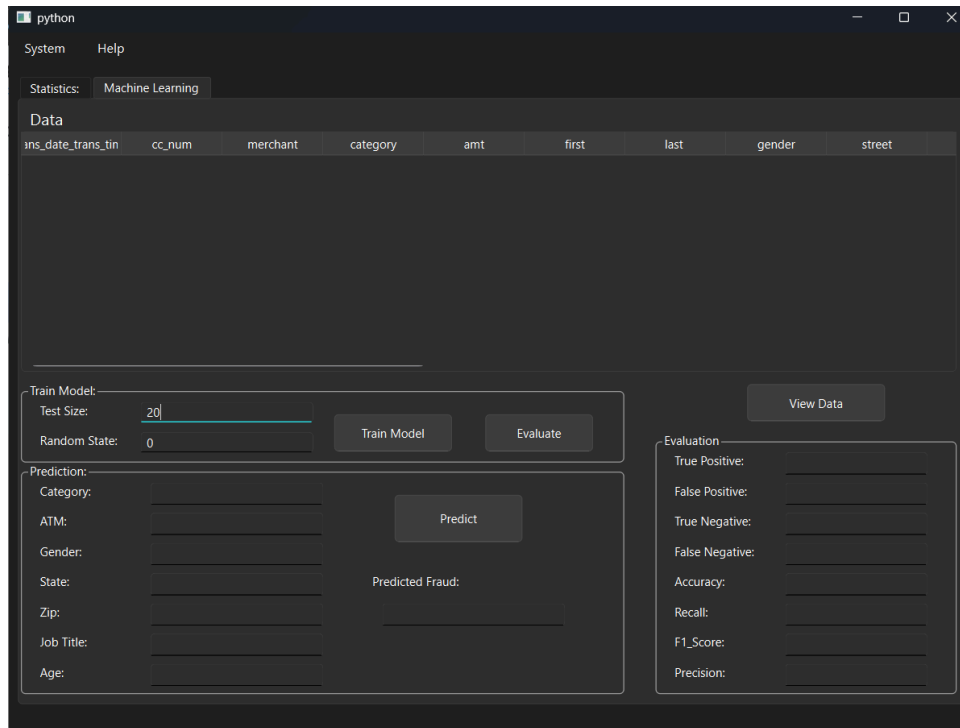 python
System Help
Statistics: Machine Learning
Data
ans_date_trans_tin cc_num merchant category amt first last gender street
Train Model:
Test Size: 20
Random State: 0
Train Model Evaluate
View Data
Prediction:
Category:
ATM:
Gender:
State:
Zip:
Job Title:
Age:
Predict
Predicted Fraud:
Evaluation
True Positive:
False Positive:
True Negative:
False Negative:
Accuracy:
Recall:
F1_Score:
Precision: